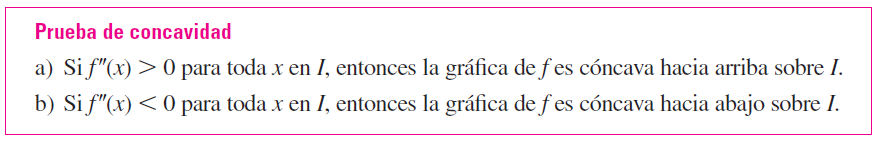 Prueba de concavidad
a) Si f"(x) > 0 para toda x en I, entonces la gráfica de f es cóncava hacia arriba sobre I.
b) Si f"(x) < 0 para toda x en I, entonces la gráfica de f es cóncava hacia abajo sobre I.